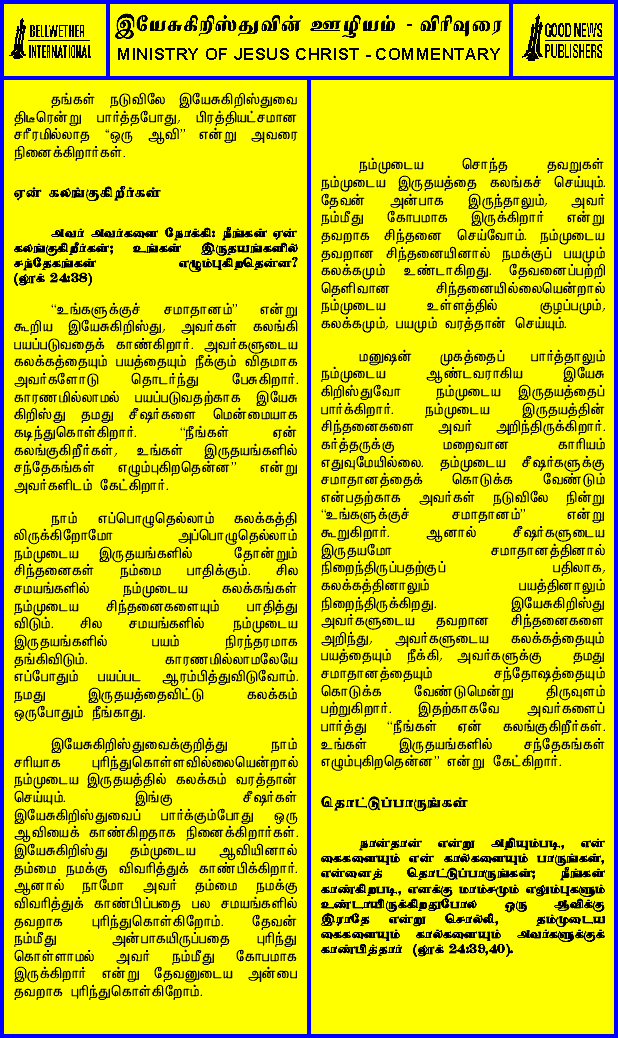 BELLWETHER
INTERNATIONAL
இயேசுகிறிஸ்துவின் ஊழியம் - விரிவுரை
MINISTRY OF JESUS CHRIST - COMMENTARY
GOOD NEWS
PUBLISHERS
தங்கள் நடுவிலே இயேசுகிறிஸ்துவை
திடீரென்று பார்த்தபோது, பிரத்தியட்சமான
சரீரமில்லாத “ஒரு ஆவி” என்று அவரை
நினைக்கிறார்கள்.
ஏன் கலங்குகிறீர்கள்
அவர் அவர்களை நோக்கி: நீங்கள் ஏன்
கலங்குகிறீர்கள்; உங்கள் இருதயங்களில்
சந்தேகங்கள் எழும்புகிறதென்ன?
(லூக் 24:38)
“உங்களுக்குச் சமாதானம்” என்று
கூறிய இயேசுகிறிஸ்து, அவர்கள் கலங்கி
பயப்படுவதைக் காண்கிறார். அவர்களுடைய
கலக்கத்தையும் பயத்தையும் நீக்கும் விதமாக
அவர்களோடு தொடர்ந்து பேசுகிறார்.
காரணமில்லாமல் பயப்படுவதற்காக இயேசு
கிறிஸ்து தமது சீஷர்களை மென்மையாக
கடிந்துகொள்கிறார். “நீங்கள் ஏன்
கலங்குகிறீர்கள், உங்கள் இருதயங்களில்
சந்தேகங்கள் எழும்புகிறதென்ன” என்று
அவர்களிடம் கேட்கிறார்.
நாம் எப்பொழுதெல்லாம் கலக்கத்தி
லிருக்கிறோமோ அப்பொழுதெல்லாம்
நம்முடைய இருதயங்களில் தோன்றும்
சிந்தனைகள் நம்மை பாதிக்கும். சில
சமயங்களில் நம்முடைய கலக்கங்கள்
நம்முடைய சிந்தனைகளையும் பாதித்து
விடும். சில சமயங்களில் நம்முடைய
இருதயங்களில் பயம் நிரந்தரமாக
தங்கிவிடும். காரணமில்லாமலேயே
எப்போதும் பயப்பட ஆரம்பித்துவிடுவோம்.
நமது இருதயத்தைவிட்டு கலக்கம்
ஒருபோதும் நீங்காது.
இயேசுகிறிஸ்துவைக்குறித்து நாம்
சரியாக புரிந்துகொள்ளவில்லையென்றால்
நம்முடைய இருதயத்தில் கலக்கம் வரத்தான்
செய்யும். இங்கு சீஷர்கள்
இயேசுகிறிஸ்துவைப் பார்க்கும்போது ஒரு
ஆவியைக் காண்கிறதாக நினைக்கிறார்கள்.
இயேசுகிறிஸ்து தம்முடைய ஆவியினால்
தம்மை நமக்கு விவரித்துக் காண்பிக்கிறார்.
ஆனால் நாமோ அவர் தம்மை நமக்கு
விவரித்துக் காண்பிப்பதை பல சமயங்களில்
தவறாக புரிந்துகொள்கிறோம். தேவன்
நம்மீது அன்பாகயிருப்பதை புரிந்து
கொள்ளாமல் அவர் நம்மீது கோபமாக
இருக்கிறார் என்று தேவனுடைய அன்பை
தவறாக புரிந்துகொள்கிறோம்.
நம்முடைய சொந்த தவறுகள்
நம்முடைய இருதயத்தை கலங்கச் செய்யும்.
தேவன் அன்பாக இருந்தாலும், அவர்
நம்மீது கோபமாக இருக்கிறார் என்று
தவறாக சிந்தனை செய்வோம். நம்முடைய
தவறான சிந்தனையினால் நமக்குப் பயமும்
கலக்கமும் உண்டாகிறது. தேவனைப்பற்றி
தெளிவான சிந்தனையில்லையென்றால்
நம்முடைய உள்ளத்தில் குழப்பமும்,
கலக்கமும், பயமும் வரத்தான் செய்யும்.
மனுஷன் முகத்தைப் பார்த்தாலும்
நம்முடைய ஆண்டவராகிய இயேசு
கிறிஸ்துவோ நம்முடைய இருதயத்தைப்
பார்க்கிறார். நம்முடைய இருதயத்தின்
சிந்தனைகளை அவர் அறிந்திருக்கிறார்.
கர்த்தருக்கு மறைவான காரியம்
எதுவுமேயில்லை. தம்முடைய சீஷர்களுக்கு
சமாதானத்தைக் கொடுக்க வேண்டும்
என்பதற்காக அவர்கள் நடுவிலே நின்று
“உங்களுக்குச் சமாதானம்” என்று
கூறுகிறார். ஆனால் சீஷர்களுடைய
இருதயமோ சமாதானத்தினால்
நிறைந்திருப்பதற்குப் பதிலாக,
கலக்கத்தினாலும் பயத்தினாலும்
நிறைந்திருக்கிறது. இயேசுகிறிஸ்து
அவர்களுடைய தவறான சிந்தனைகளை
அறிந்து, அவர்களுடைய கலக்கத்தையும்
பயத்தையும் நீக்கி, அவர்களுக்கு தமது
சமாதானத்தையும் சந்தோஷத்தையும்
கொடுக்க வேண்டுமென்று திருவுளம்
பற்றுகிறார். இதற்காகவே அவர்களைப்
பார்த்து “நீங்கள் ஏன் கலங்குகிறீர்கள்.
உங்கள் இருதயங்களில் சந்தேகங்கள்
எழும்புகிறதென்ன” என்று கேட்கிறார்.
தொட்டுப்பாருங்கள்
நான்தான் என்று அறியும்படி, என்
கைகளையும் என் கால்களையும் பாருங்கள்,
என்னைத் தொட்டுப்பாருங்கள்; நீங்கள்
காண்கிறபடி, எனக்கு மாம்சமும் எலும்புகளும்
உண்டாயிருக்கிறதுபோல் ஒரு ஆவிக்கு
இராதே என்று சொல்லி, தம்முடைய
கைகளையும் கால்களையும் அவர்களுக்குக்
காண்பித்தார் (லூக் 24:39,40).